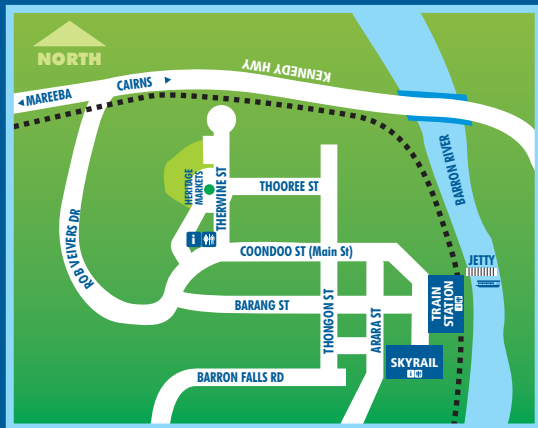 NORTH
KENNEDY HWY
CAIRNS
MAREEBA
BARRON RIVER
HERITAGE
MARKETS
THERWINE ST
THOOREE ST
ROB VEIVERS DR
i
COONDOO ST (Main St)
JETTY
BARANG ST
THONGON ST
ARARA ST
TRAIN
STATION
i
SKYRAIL
i
BARRON FALLS RD